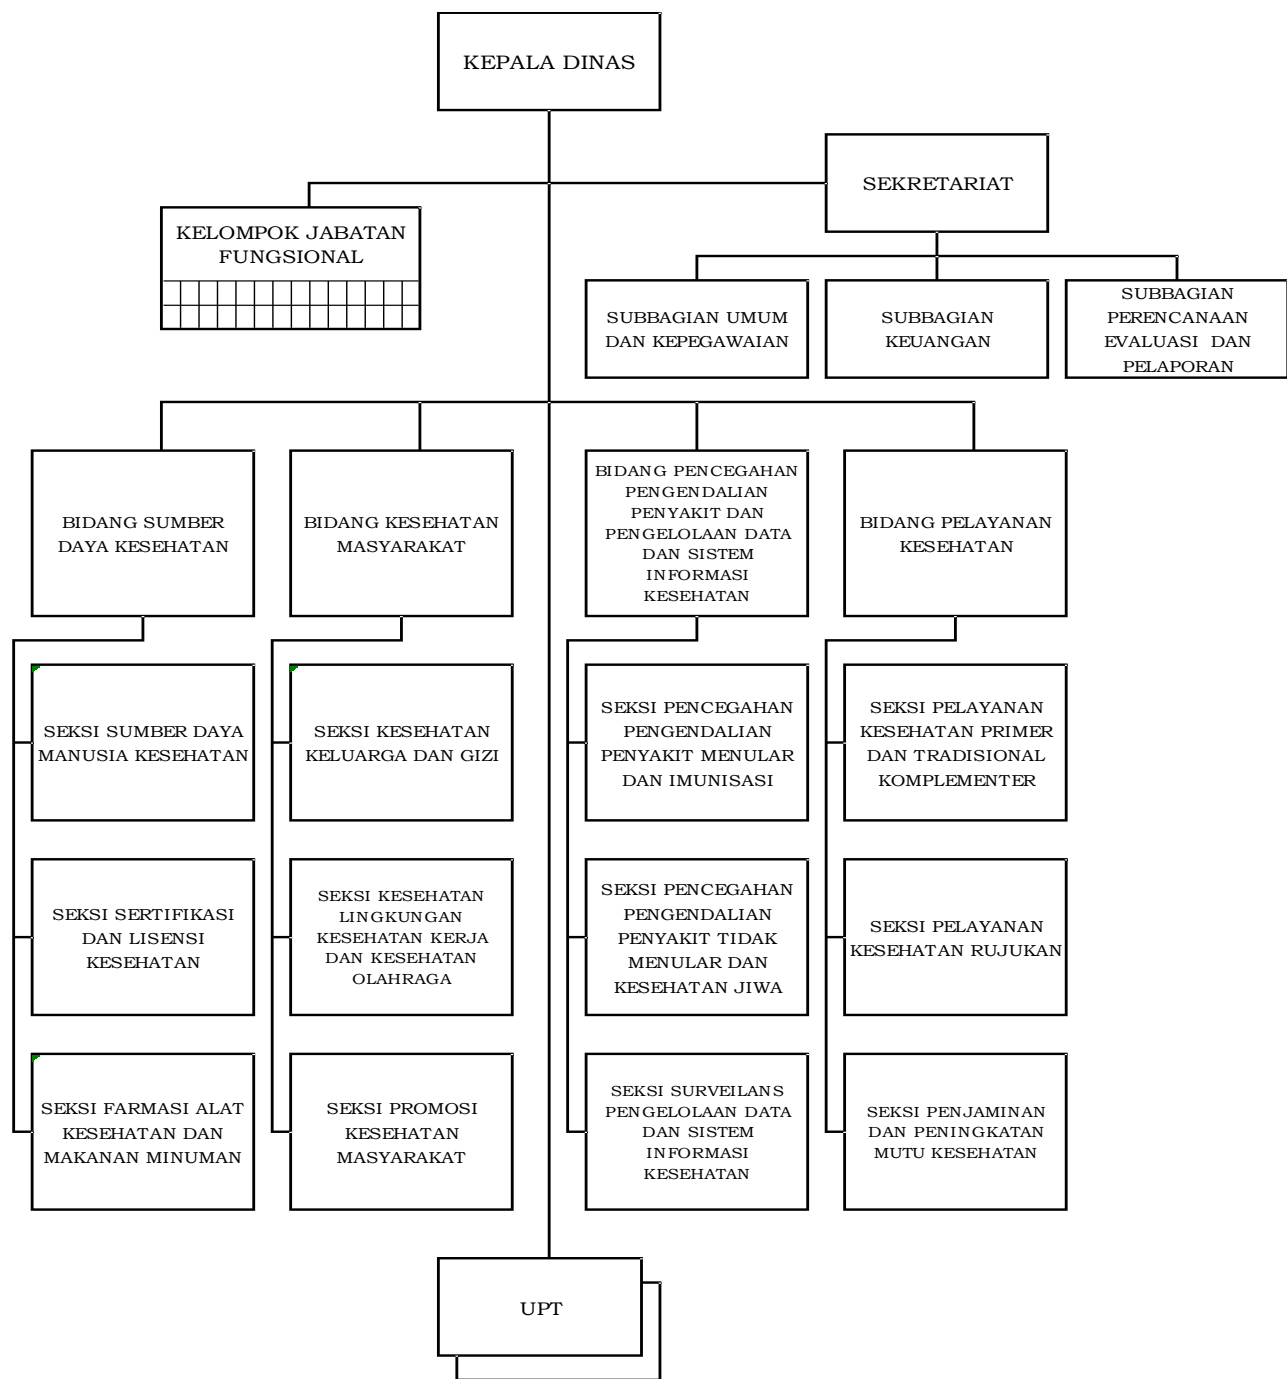 KEPALA DINAS
SEKRETARIAT
KELOMPOK JABATAN
FUNGSIONAL
SUBBAGIAN UMUM
DAN KEPEGAWAIAN
SUBBAGIAN
KEUANGAN
SUBBAGIAN
PERENCANAAN
EVALUASI DAN
PELAPORAN
BIDANG SUMBER
DAYA KESEHATAN
BIDANG KESEHATAN
MASYARAKAT
BIDANG PENCEGAHAN
PENGENDALIAN
PENYAKIT DAN
PENGELOLAAN DATA
DAN SISTEM
INFORMASI
KESEHATAN
BIDANG PELAYANAN
KESEHATAN
SEKSI SUMBER DAYA
MANUSIA KESEHATAN
SEKSI KESEHATAN
KELUARGA DAN GIZI
SEKSI PENCEGAHAN
PENGENDALIAN
PENYAKIT MENULAR
DAN IMUNISASI
SEKSI PELAYANAN
KESEHATAN PRIMER
DAN TRADISIONAL
KOMPLEMENTER
SEKSI SERTIFIKASI
DAN LISENSI
KESEHATAN
SEKSI KESEHATAN
LINGKUNGAN
KESEHATAN KERJA
DAN KESEHATAN
OLAHRAGA
SEKSI PENCEGAHAN
PENGENDALIAN
PENYAKIT TIDAK
MENULAR DAN
KESEHATAN JIWA
SEKSI PELAYANAN
KESEHATAN RUJUKAN
SEKSI FARMASI ALAT
KESEHATAN DAN
MAKANAN MINUMAN
SEKSI PROMOSI
KESEHATAN
MASYARAKAT
SEKSI SURVEILANS
PENGELOLAAN DATA
DAN SISTEM
INFORMASI
KESEHATAN
SEKSI PENJAMINAN
DAN PENINGKATAN
MUTU KESEHATAN
UPT